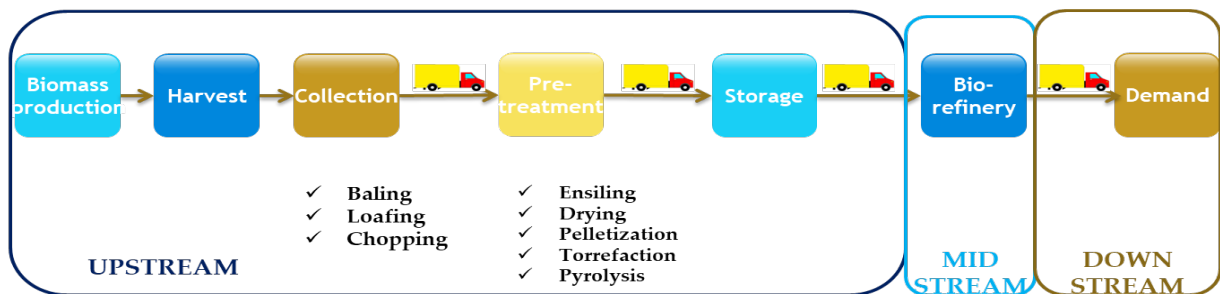 Biomass
production
Harvest
Collection
Pre-
treatment
Storage
Bio-
refinery
Demand
✓ Baling
✓ Loafing
✓ Chopping
✓ Ensiling
✓ Drying
✓ Pelletization
✓ Torrefaction
✓ Pyrolysis
UPSTREAM
MID
STREAM
DOWN
STREAM